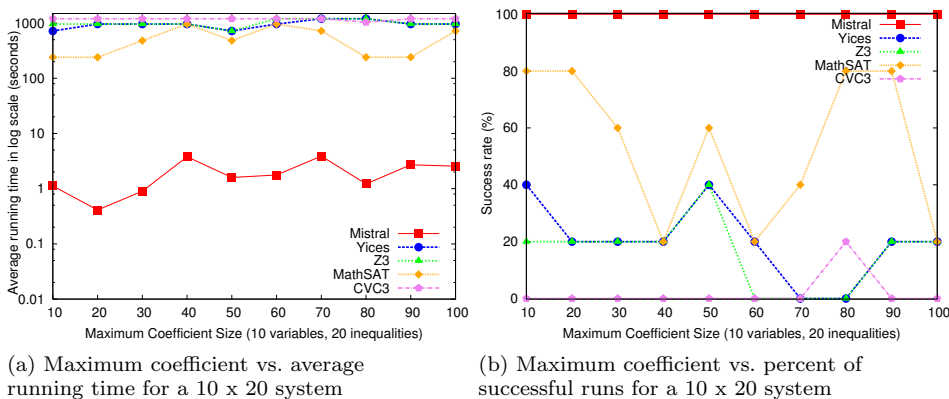 Average running time in log scale (seconds)
1000
100
10
1
0.1
0.01
Mistral
Yices
Z3
MathSAT
CVC3
10 20 30 40 50 60 70 80 90 100
Maximum Coefficient Size (10 variables, 20 inequalities)
(a) Maximum coefficient vs. average
running time for a 10 x 20 system
Success rate (%)
100
80
60
40
20
0
Mistral
Yices
Z3
MathSAT
CVC3
10 20 30 40 50 60 70 80 90 100
Maximum Coefficient Size (10 variables, 20 inequalities)
(b) Maximum coefficient vs. percent of
successful runs for a 10 x 20 system